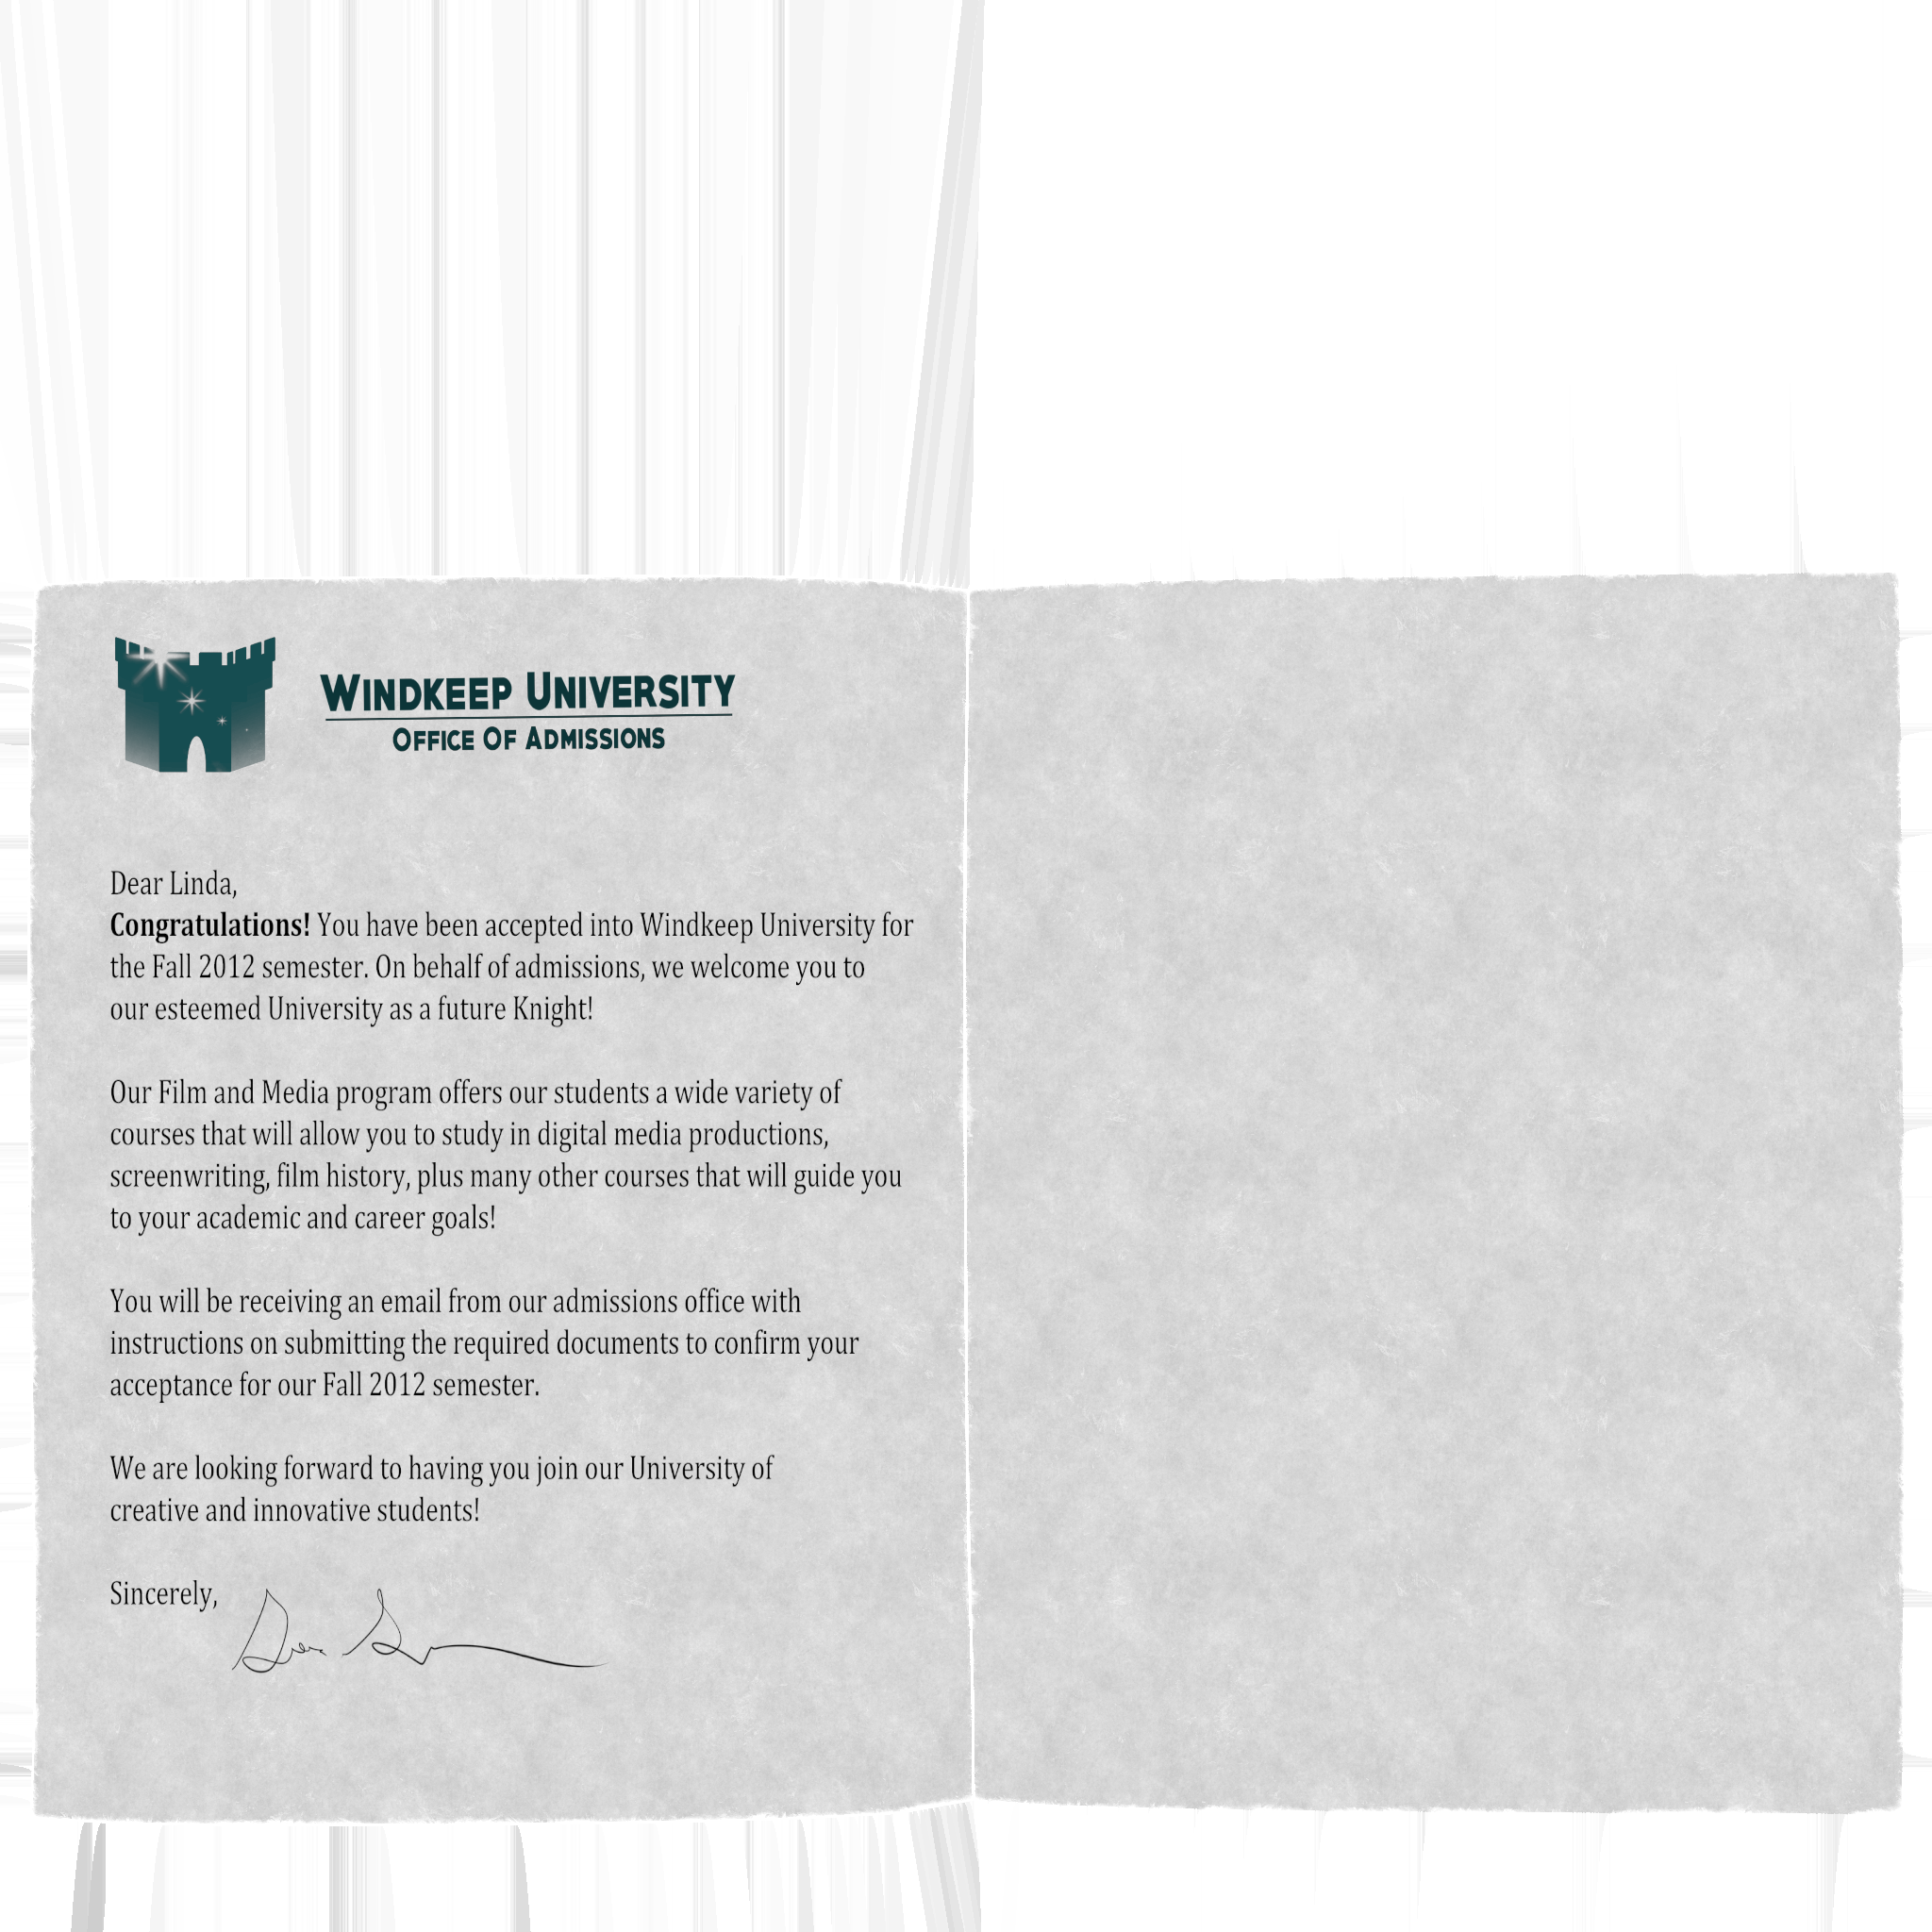 Windkeep University
Office Of Admissions
Dear Linda,
Congratulations! You have been accepted into Windkeep University for
the Fall 2012 semester. On behalf of admissions, we welcome you to
our esteemed University as a future Knight!
Our Film and Media program offers our students a wide variety of
courses that will allow you to study in digital media productions,
screenwriting, film history, plus many other courses that will guide you
to your academic and career goals!
You will be receiving an email from our admissions office with
instructions on submitting the required documents to confirm your
acceptance for our Fall 2012 semester.
We are looking forward to having you join our University of
creative and innovative students!
Sincerely,